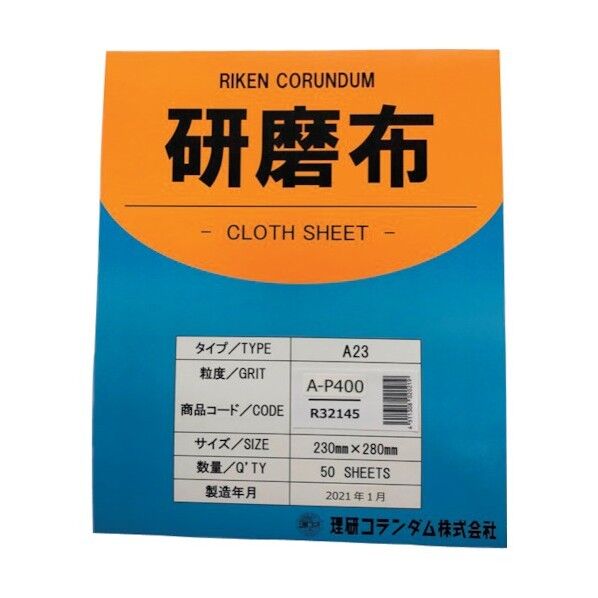 RIKEN CORUNDUM
研磨布
- CLOTH SHEET -
タイプ/TYPE A23
粒度/GRIT A-P400
商品コード/CODE R32145
サイズ/SIZE 230mm×280mm
数量/Q'TY 50 SHEETS
製造年月 2021年1月
理研コランダム株式会社